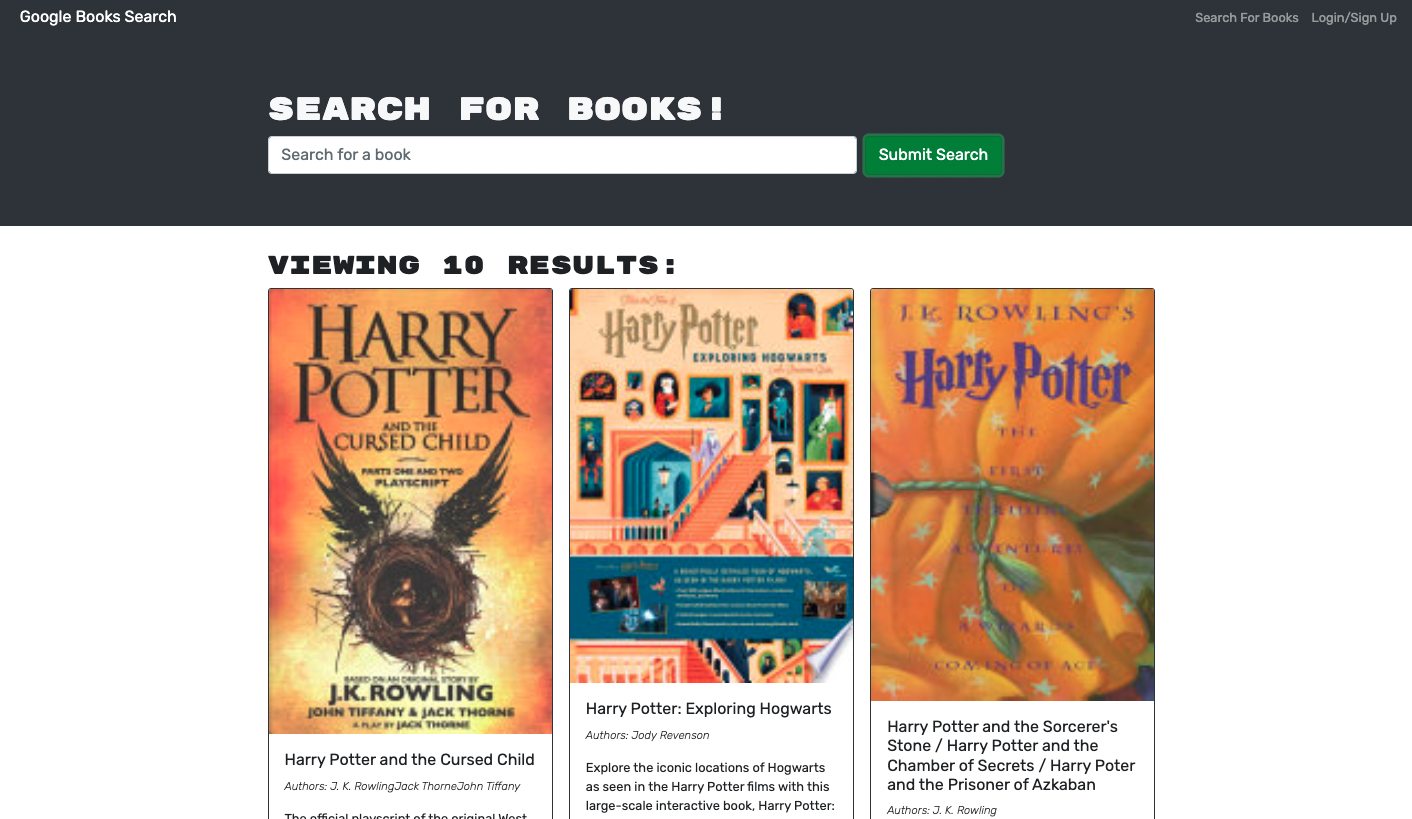 Google Books Search
Search For Books Login/Sign Up
SEARCH FOR BOOKS!
Search for a book
Submit Search
VIEWING 10 RESULTS:
HARRY
POTTER
AND THE
CURSED CHILD
PARTS ONE AND TWO
PLAYSCRIPT
BASED ON AN ORIGINAL STORY BY
J.K. ROWLING
JOHN TIFFANY & JACK THORNE
A PLAY BY JACK THORNE
Harry Potter and the Cursed Child
Authors: J. K. RowlingJack ThorneJohn Tiffany
The official playscript of the original West
Harry Potter
EXPLORING HOGWARTS
Harry Potter: Exploring Hogwarts
Authors: Jody Revenson
Explore the iconic locations of Hogwarts
as seen in the Harry Potter films with this
large-scale interactive book, Harry Potter:
J.K. ROWLING'S
Harry Potter
THE
FIRST
THRILLING
ADVENTURES
OF
A WIZARD'S
COMING OF AGE
Harry Potter and the Sorcerer's
Stone / Harry Potter and the
Chamber of Secrets / Harry Poter
and the Prisoner of Azkaban
Authors: J. K. Rowling